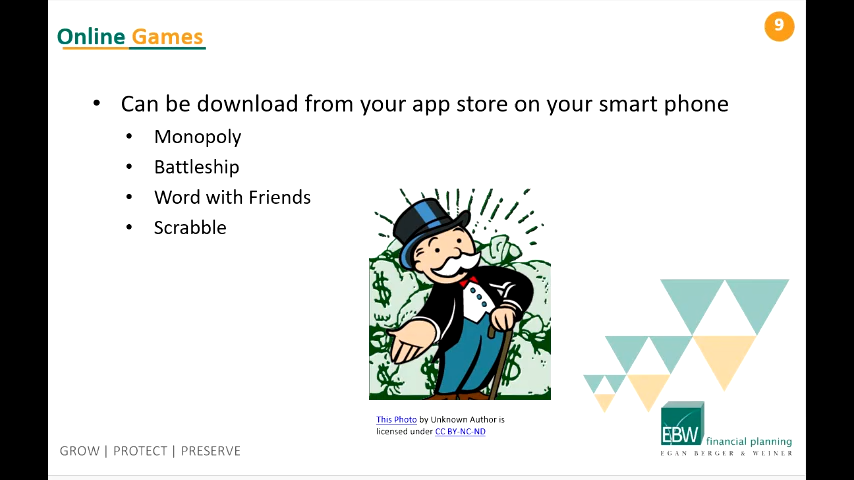 Online Games
9
• Can be download from your app store on your smart phone
• Monopoly
• Battleship
• Word with Friends
• Scrabble
$
$
$
This Photo by Unknown Author is
licensed under CC BY-NC-ND
EBW financial planning
EGAN BERGER & WEINER
GROW | PROTECT | PRESERVE